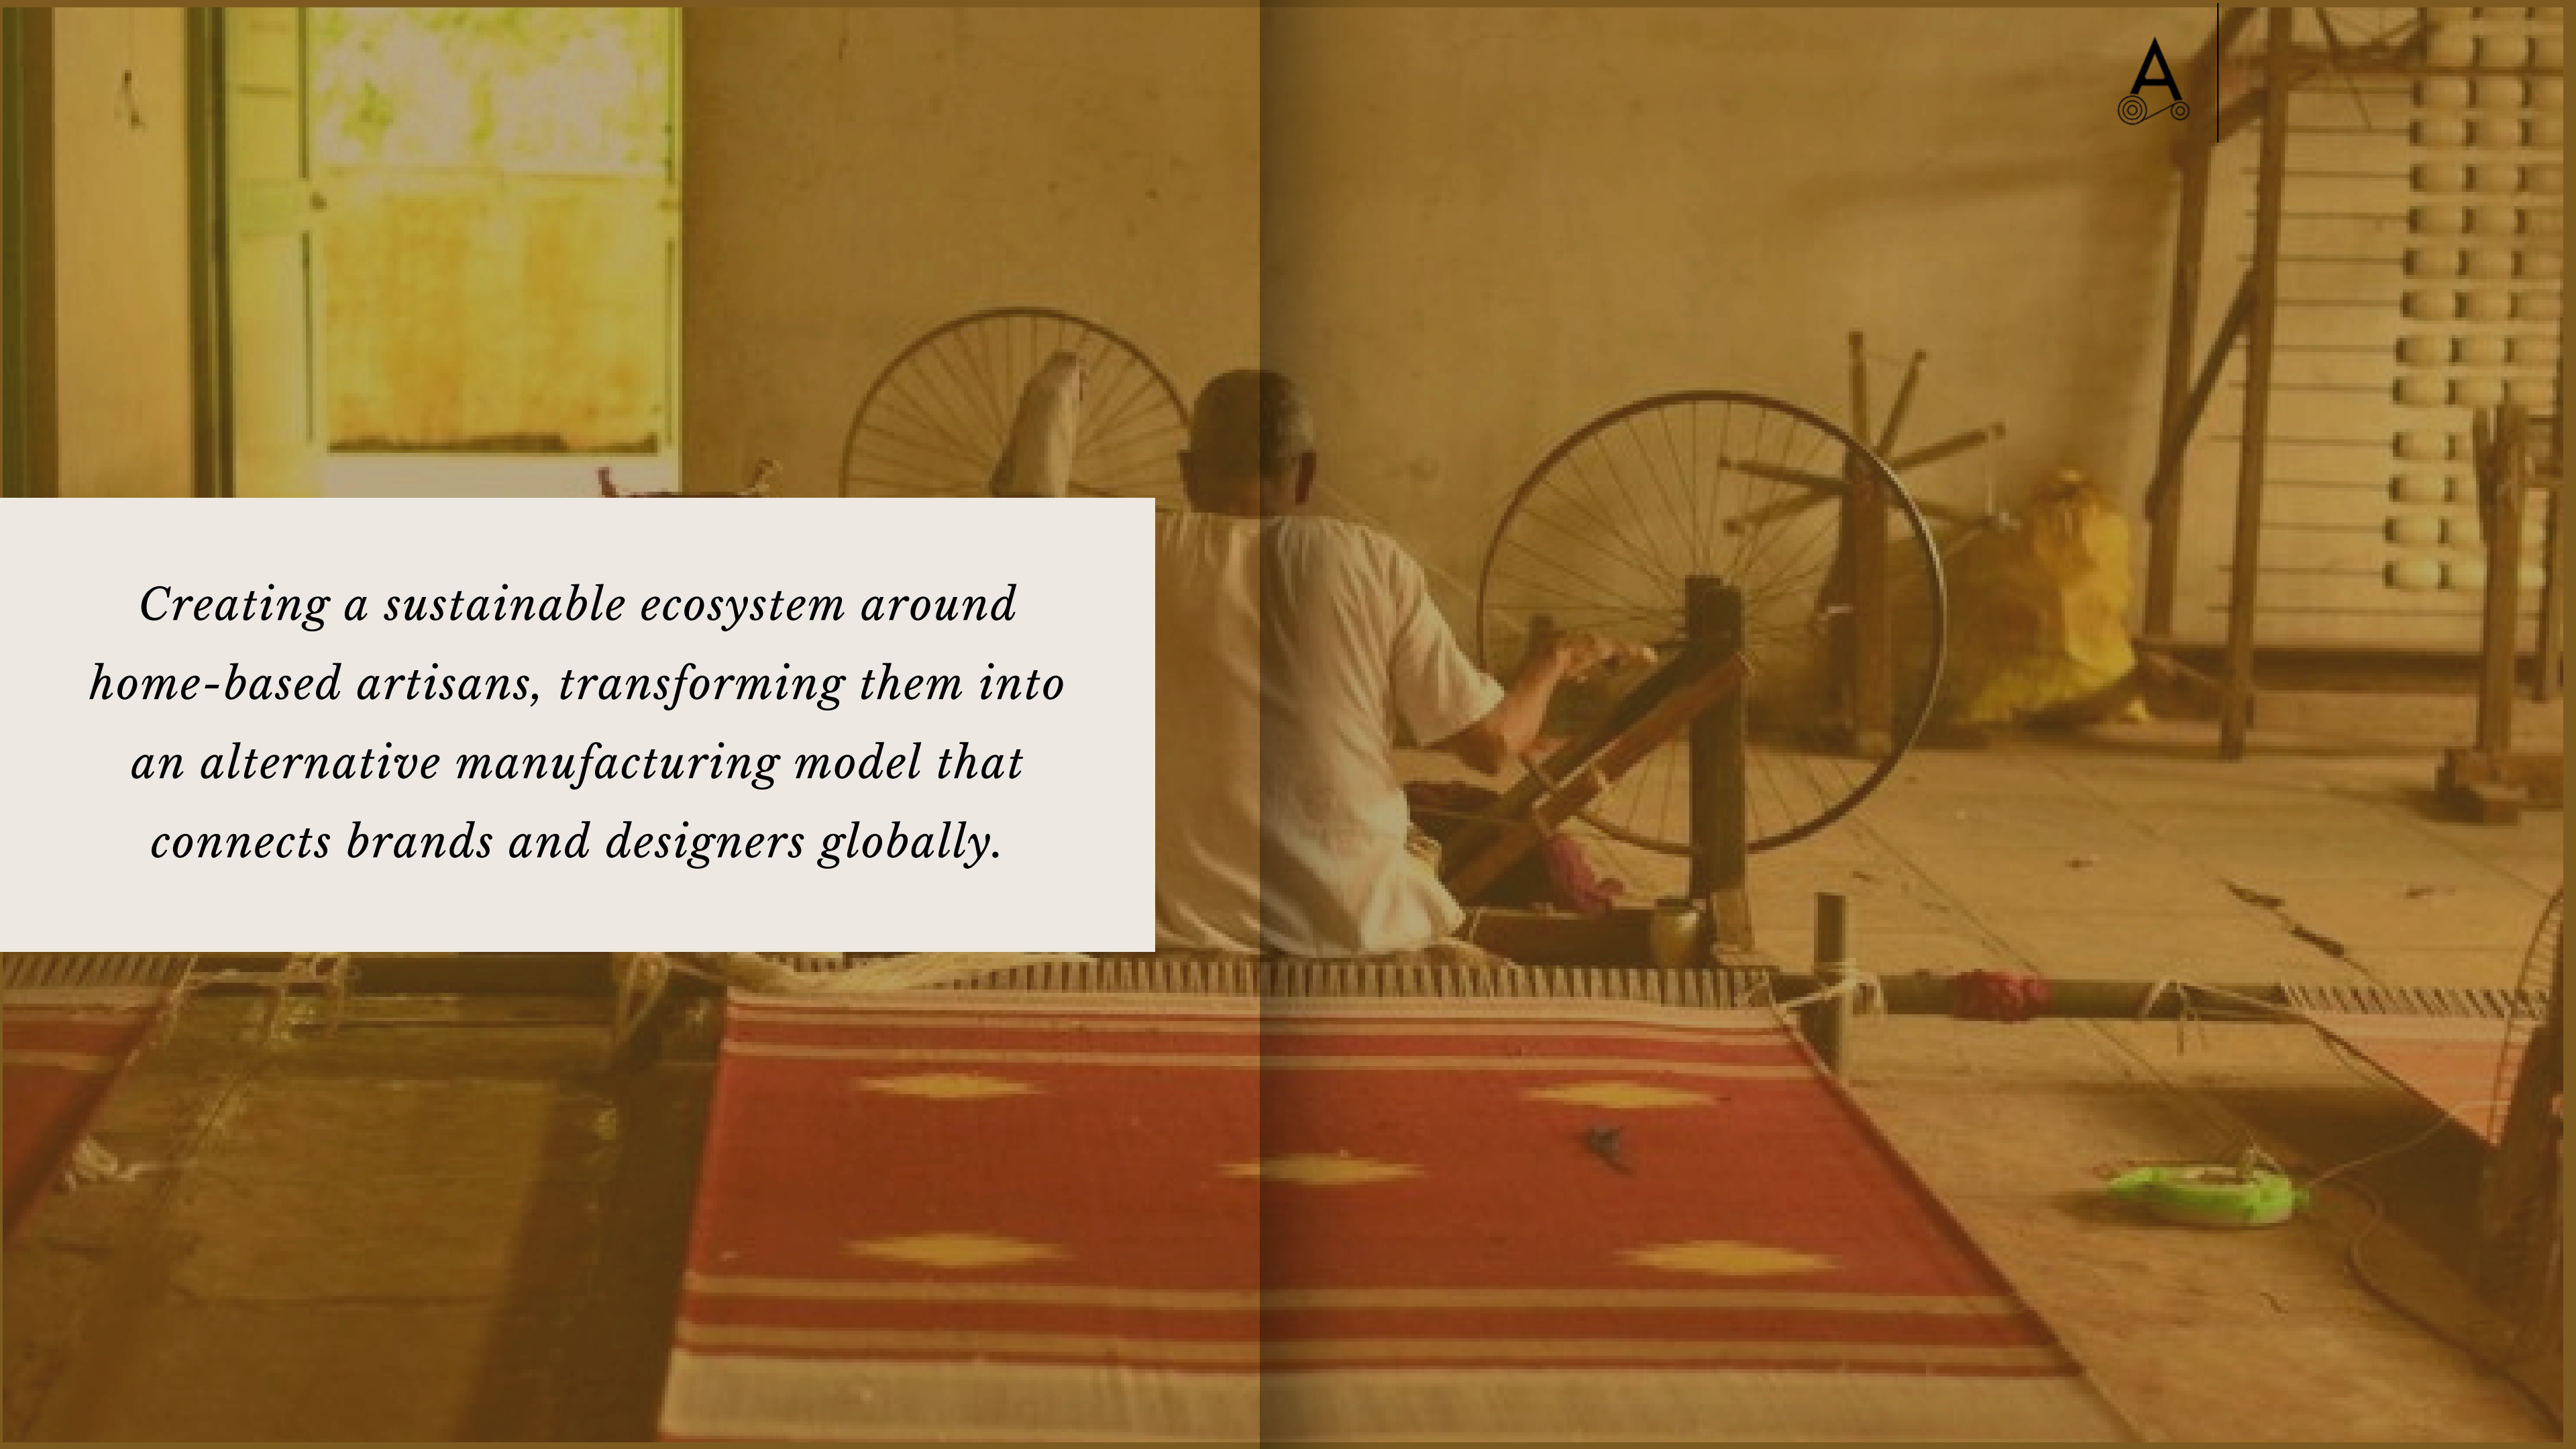 A
Creating a sustainable ecosystem around
home-based artisans, transforming them into
an alternative manufacturing model that
connects brands and designers globally.